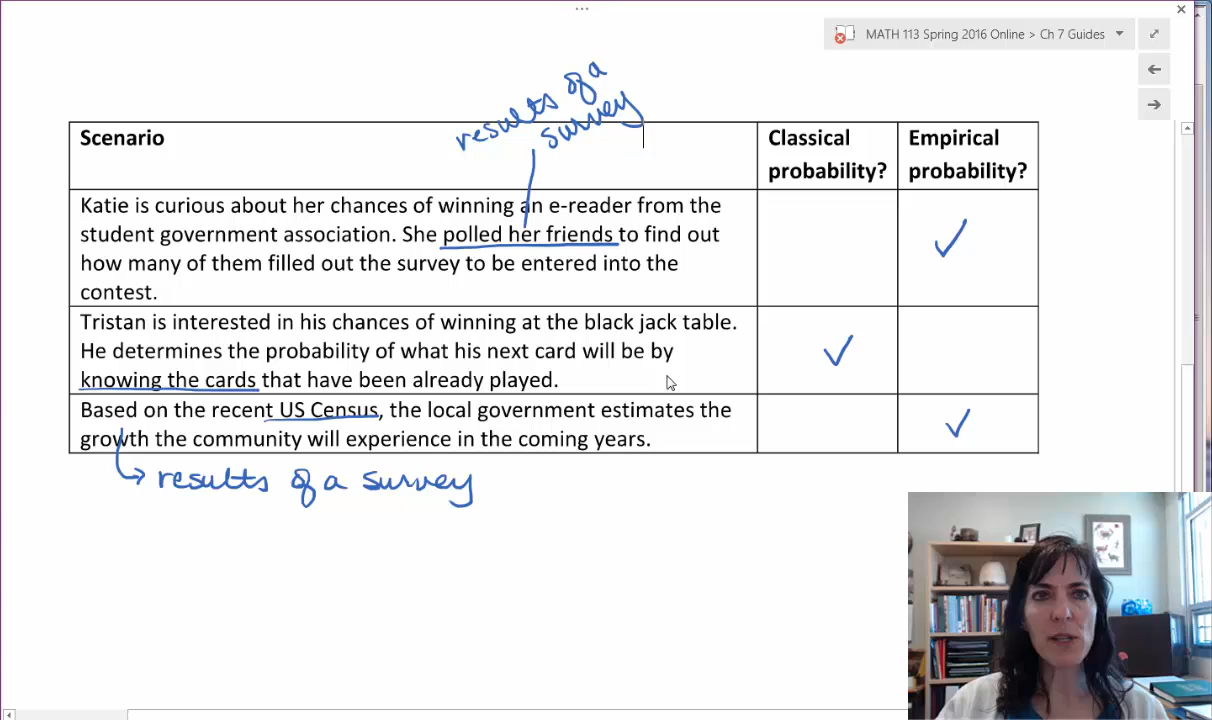 MATH 113 Spring 2016 Online > Ch 7 Guides
results of a
survey
Scenario
Classical
probability?
Empirical
probability?
Katie is curious about her chances of winning an e-reader from the
student government association. She polled her friends to find out
how many of them filled out the survey to be entered into the
contest.
Tristan is interested in his chances of winning at the black jack table.
He determines the probability of what his next card will be by
knowing the cards that have been already played.
Based on the recent US Census, the local government estimates the
growth the community will experience in the coming years.
results of a survey